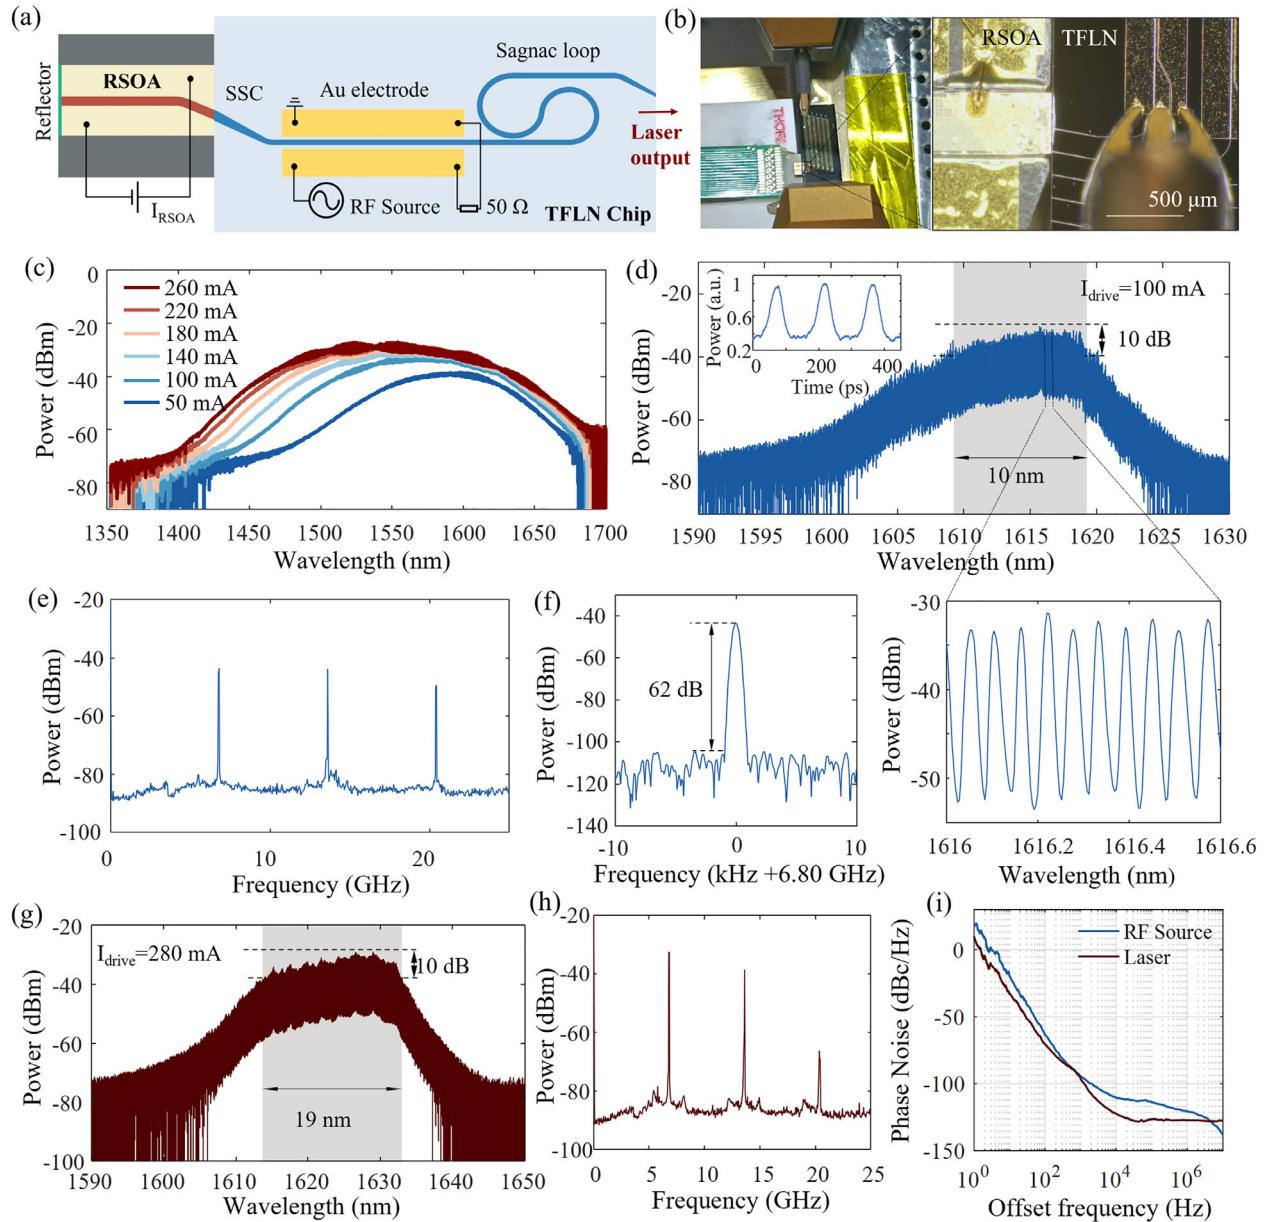 (a)
Reflector
RSOA
SSC
Au electrode
Sagnac loop
Laser
output
I_RSOA
RF Source
50 Ω
TFLN Chip
(b)
RSOA
TFLN
500 μm
(c)
0
-20
-40
-60
-80
Power (dBm)
260 mA
220 mA
180 mA
140 mA
100 mA
50 mA
1350 1400 1450 1500 1550 1600 1650 1700
Wavelength (nm)
(d)
-20
-40
-60
-80
Power (dBm)
Power (a.u.)
1
0.6
0.2
0 200 400
Time (ps)
I_drive=100 mA
10 dB
10 nm
1590 1595 1600 1605 1610 1615 1620 1625 1630
Wavelength (nm)
(e)
-20
-40
-60
-80
-100
Power (dBm)
0 10 20
Frequency (GHz)
(f)
-40
-60
-80
-100
-120
-140
Power (dBm)
62 dB
-10 0 10
Frequency (kHz +6.80 GHz)
-30
-40
-50
Power (dBm)
1616 1616.2 1616.4 1616.6
Wavelength (nm)
(g)
-20
-40
-60
-80
-100
Power (dBm)
I_drive=280 mA
10 dB
19 nm
1590 1600 1610 1620 1630 1640 1650
Wavelength (nm)
(h)
-20
-40
-60
-80
-100
Power (dBm)
0 5 10 15 20 25
Frequency (GHz)
(i)
0
-50
-100
-150
Phase Noise (dBc/Hz)
RF Source
Laser
10^0 10^2 10^4 10^6
Offset frequency (Hz)